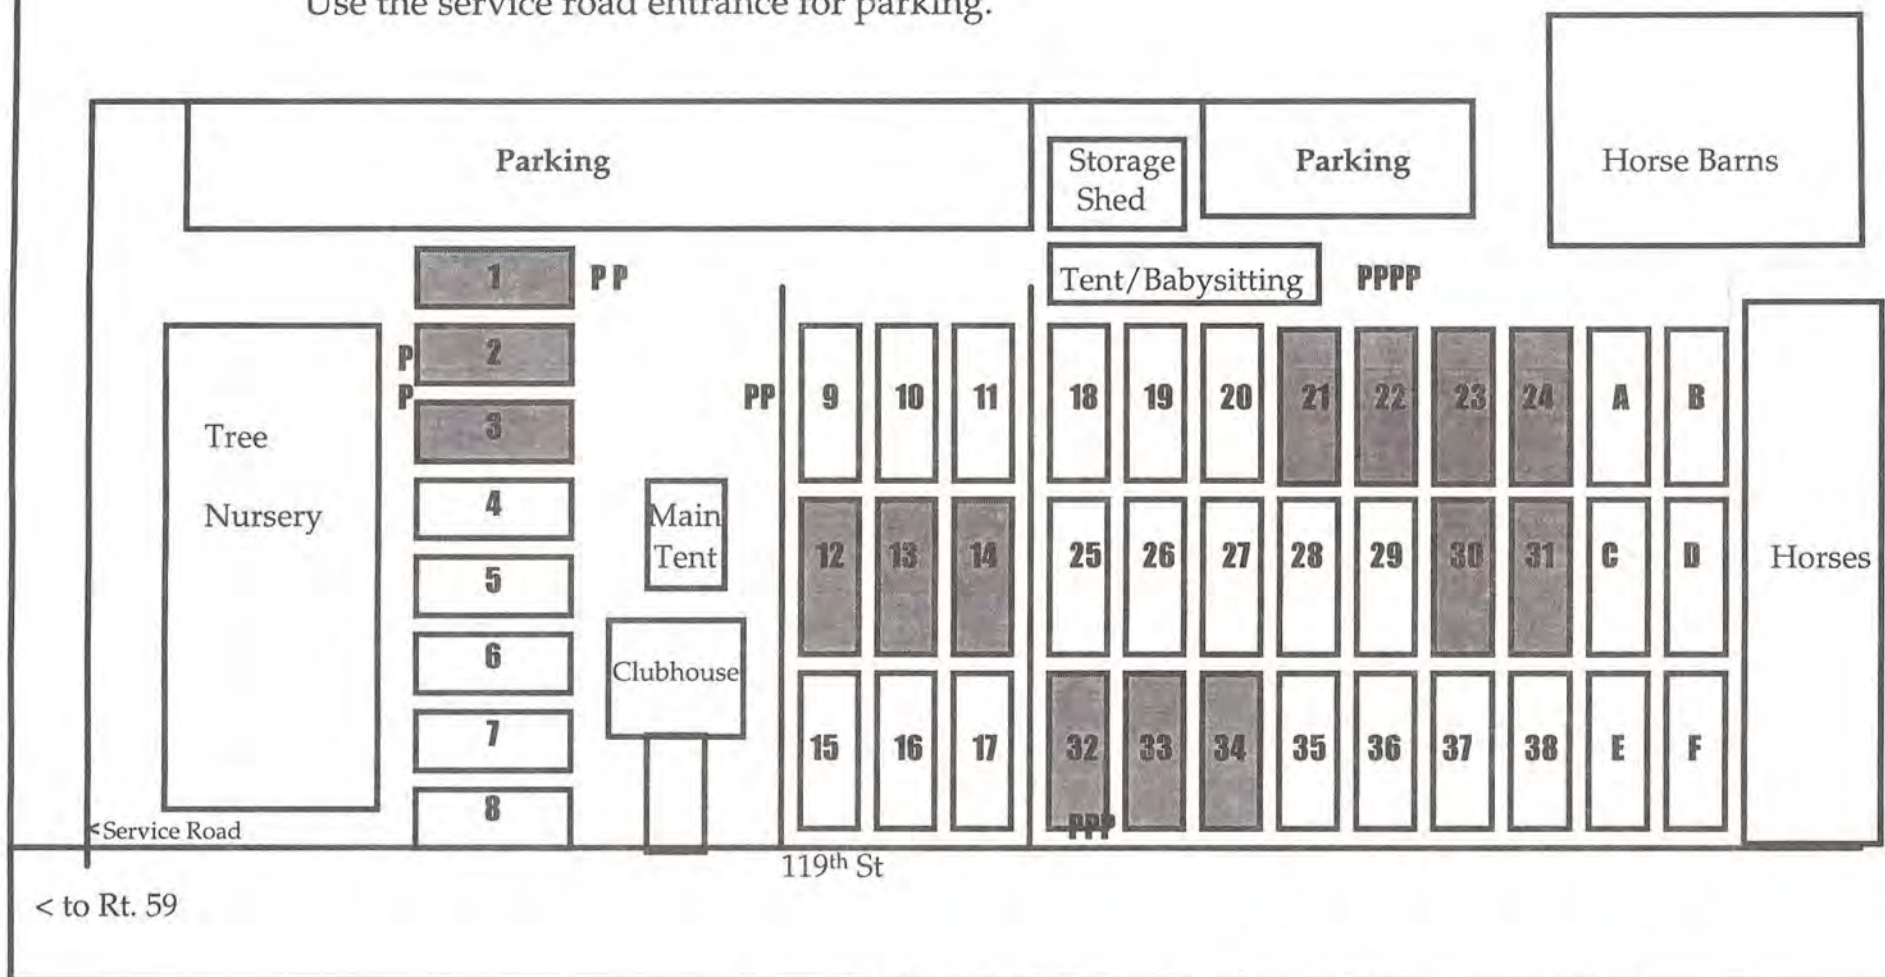 Use the service road entrance for parking.
Parking
Storage
Shed
Parking
Horse Barns
1
P P
Tent/Babysitting
PPPP
2
P
P
3
PP
9
10
11
18
19
20
21
22
23
24
A
B
Tree
Nursery
4
5
Main
Tent
12
13
14
25
26
27
28
29
30
31
C
D
Horses
6
Clubhouse
7
8
15
16
17
32
33
34
35
36
37
38
E
F
PPP
<Service Road
119th St
< to Rt. 59